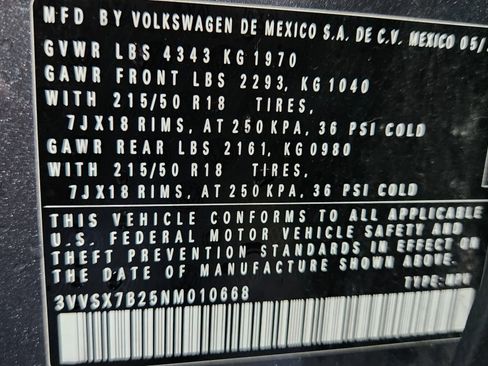 MFD BY VOLKSWAGEN DE MEXICO S.A. DE C.V. MEXICO 05/
GVWR LBS 4343 KG 1970
GAWR FRONT LBS 2293, KG 1040
WITH 215/50 R18 TIRES,
7JX18 RIMS, AT 250 KPA, 36 PSI COLD
GAWR REAR LBS 2161, KG 0980
WITH 215/50 R18 TIRES,
7JX18 RIMS, AT 250 KPA, 36 PSI COLD
THIS VEHICLE CONFORMS TO ALL APPLICABLE
U.S. FEDERAL MOTOR VEHICLE SAFETY AND
THEFT PREVENTION STANDARDS IN EFFECT ON
THE DATE OF MANUFACTURE SHOWN ABOVE.
3VVSX7B25NM010668 TYPE: MPV